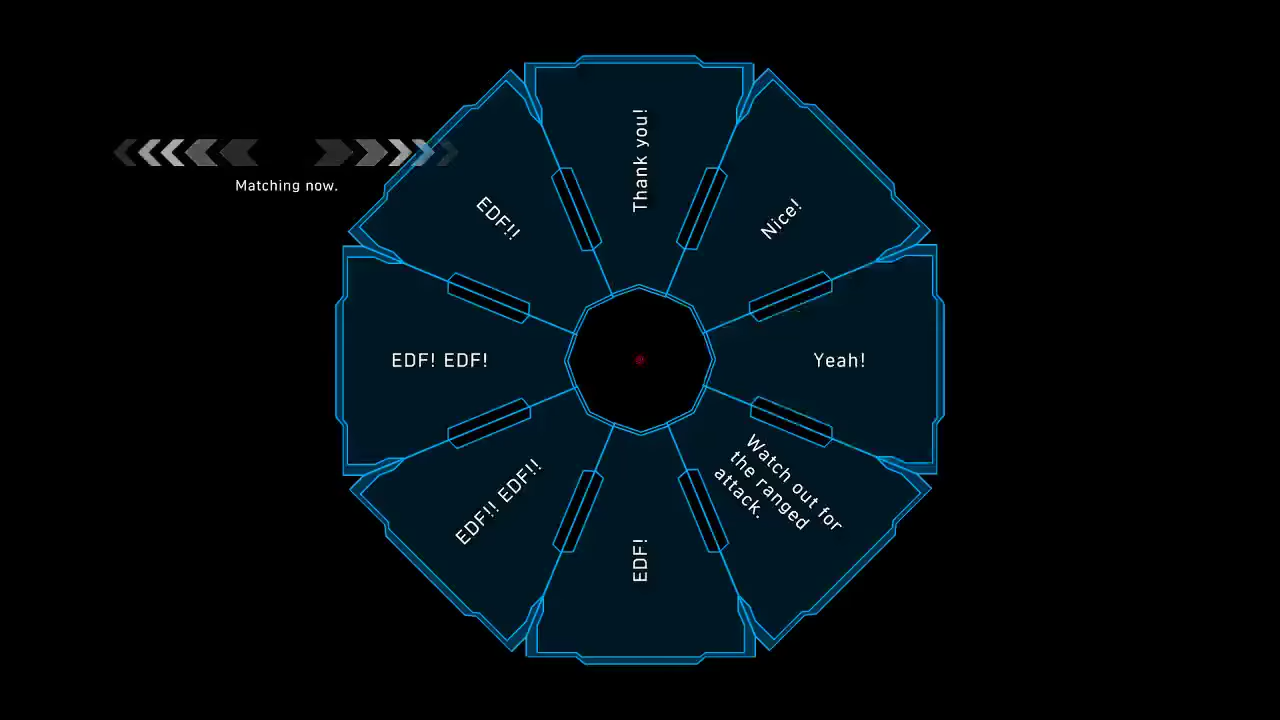 Thank you!
Matching now.
EDF!!
Nice!
EDF! EDF!
Yeah!
EDF!! EDF!!
Watch out for
the ranged
attack.
EDF!